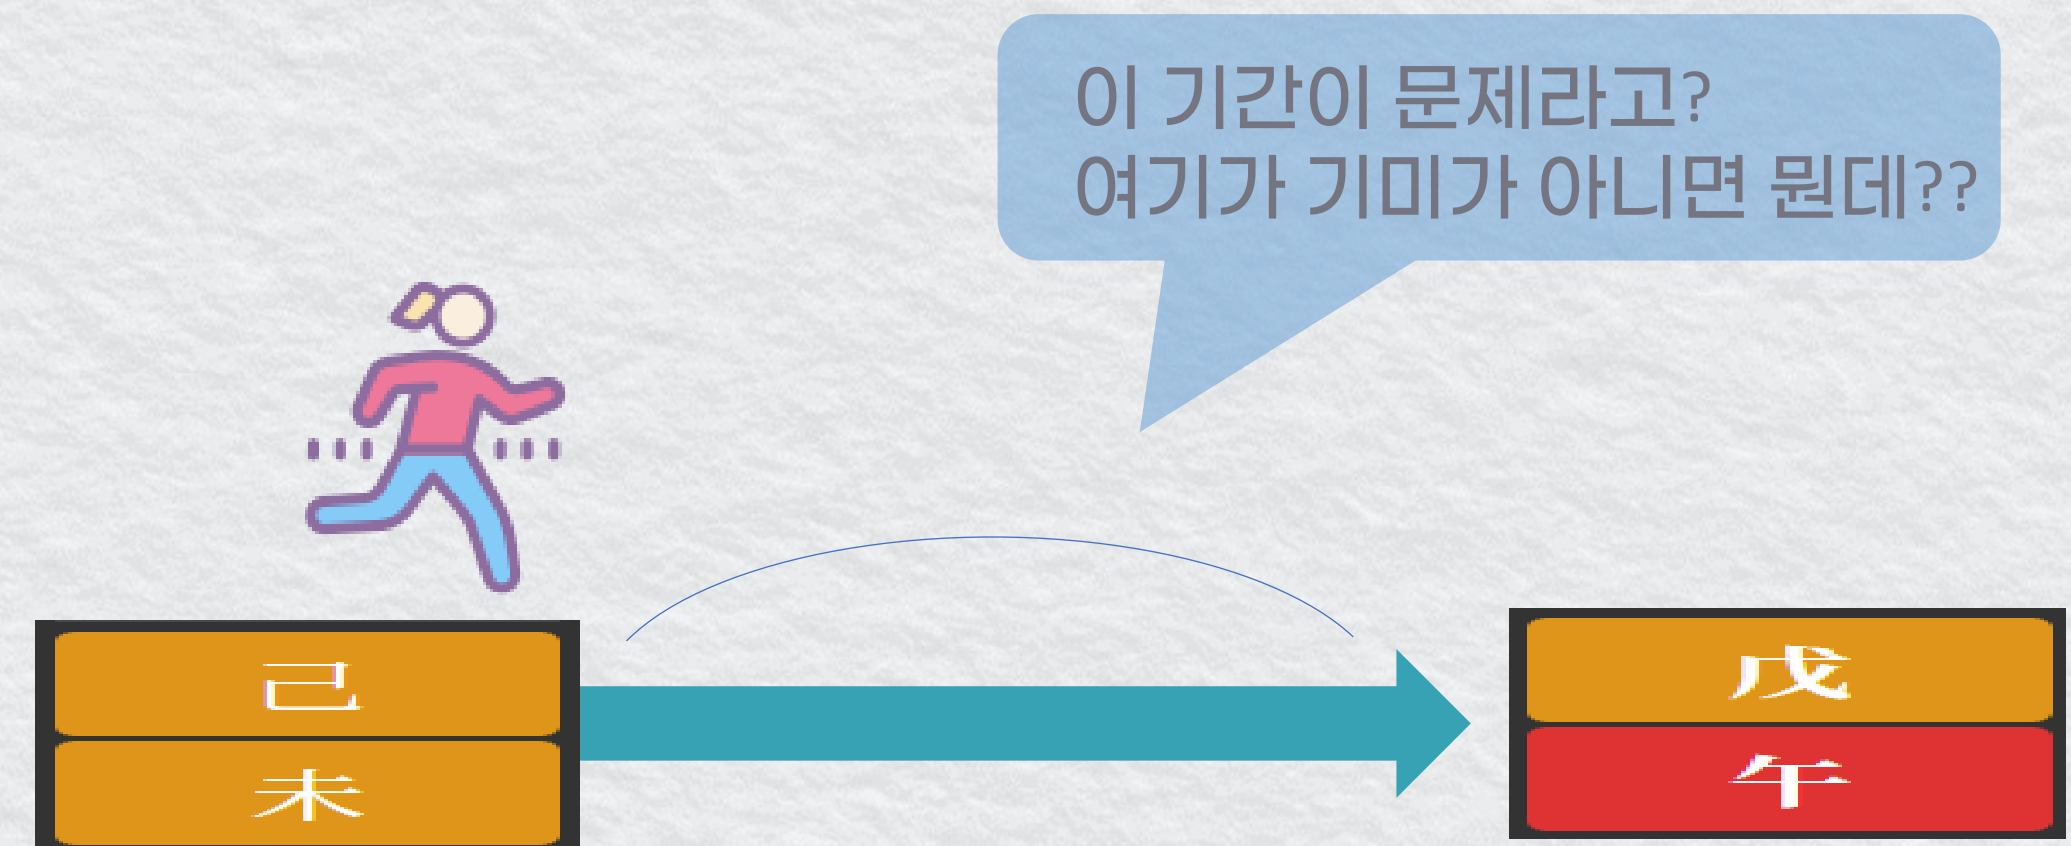 이 기간이 문제라고?
여기가 기미가 아니면 뭔데??
己
未
戊
午